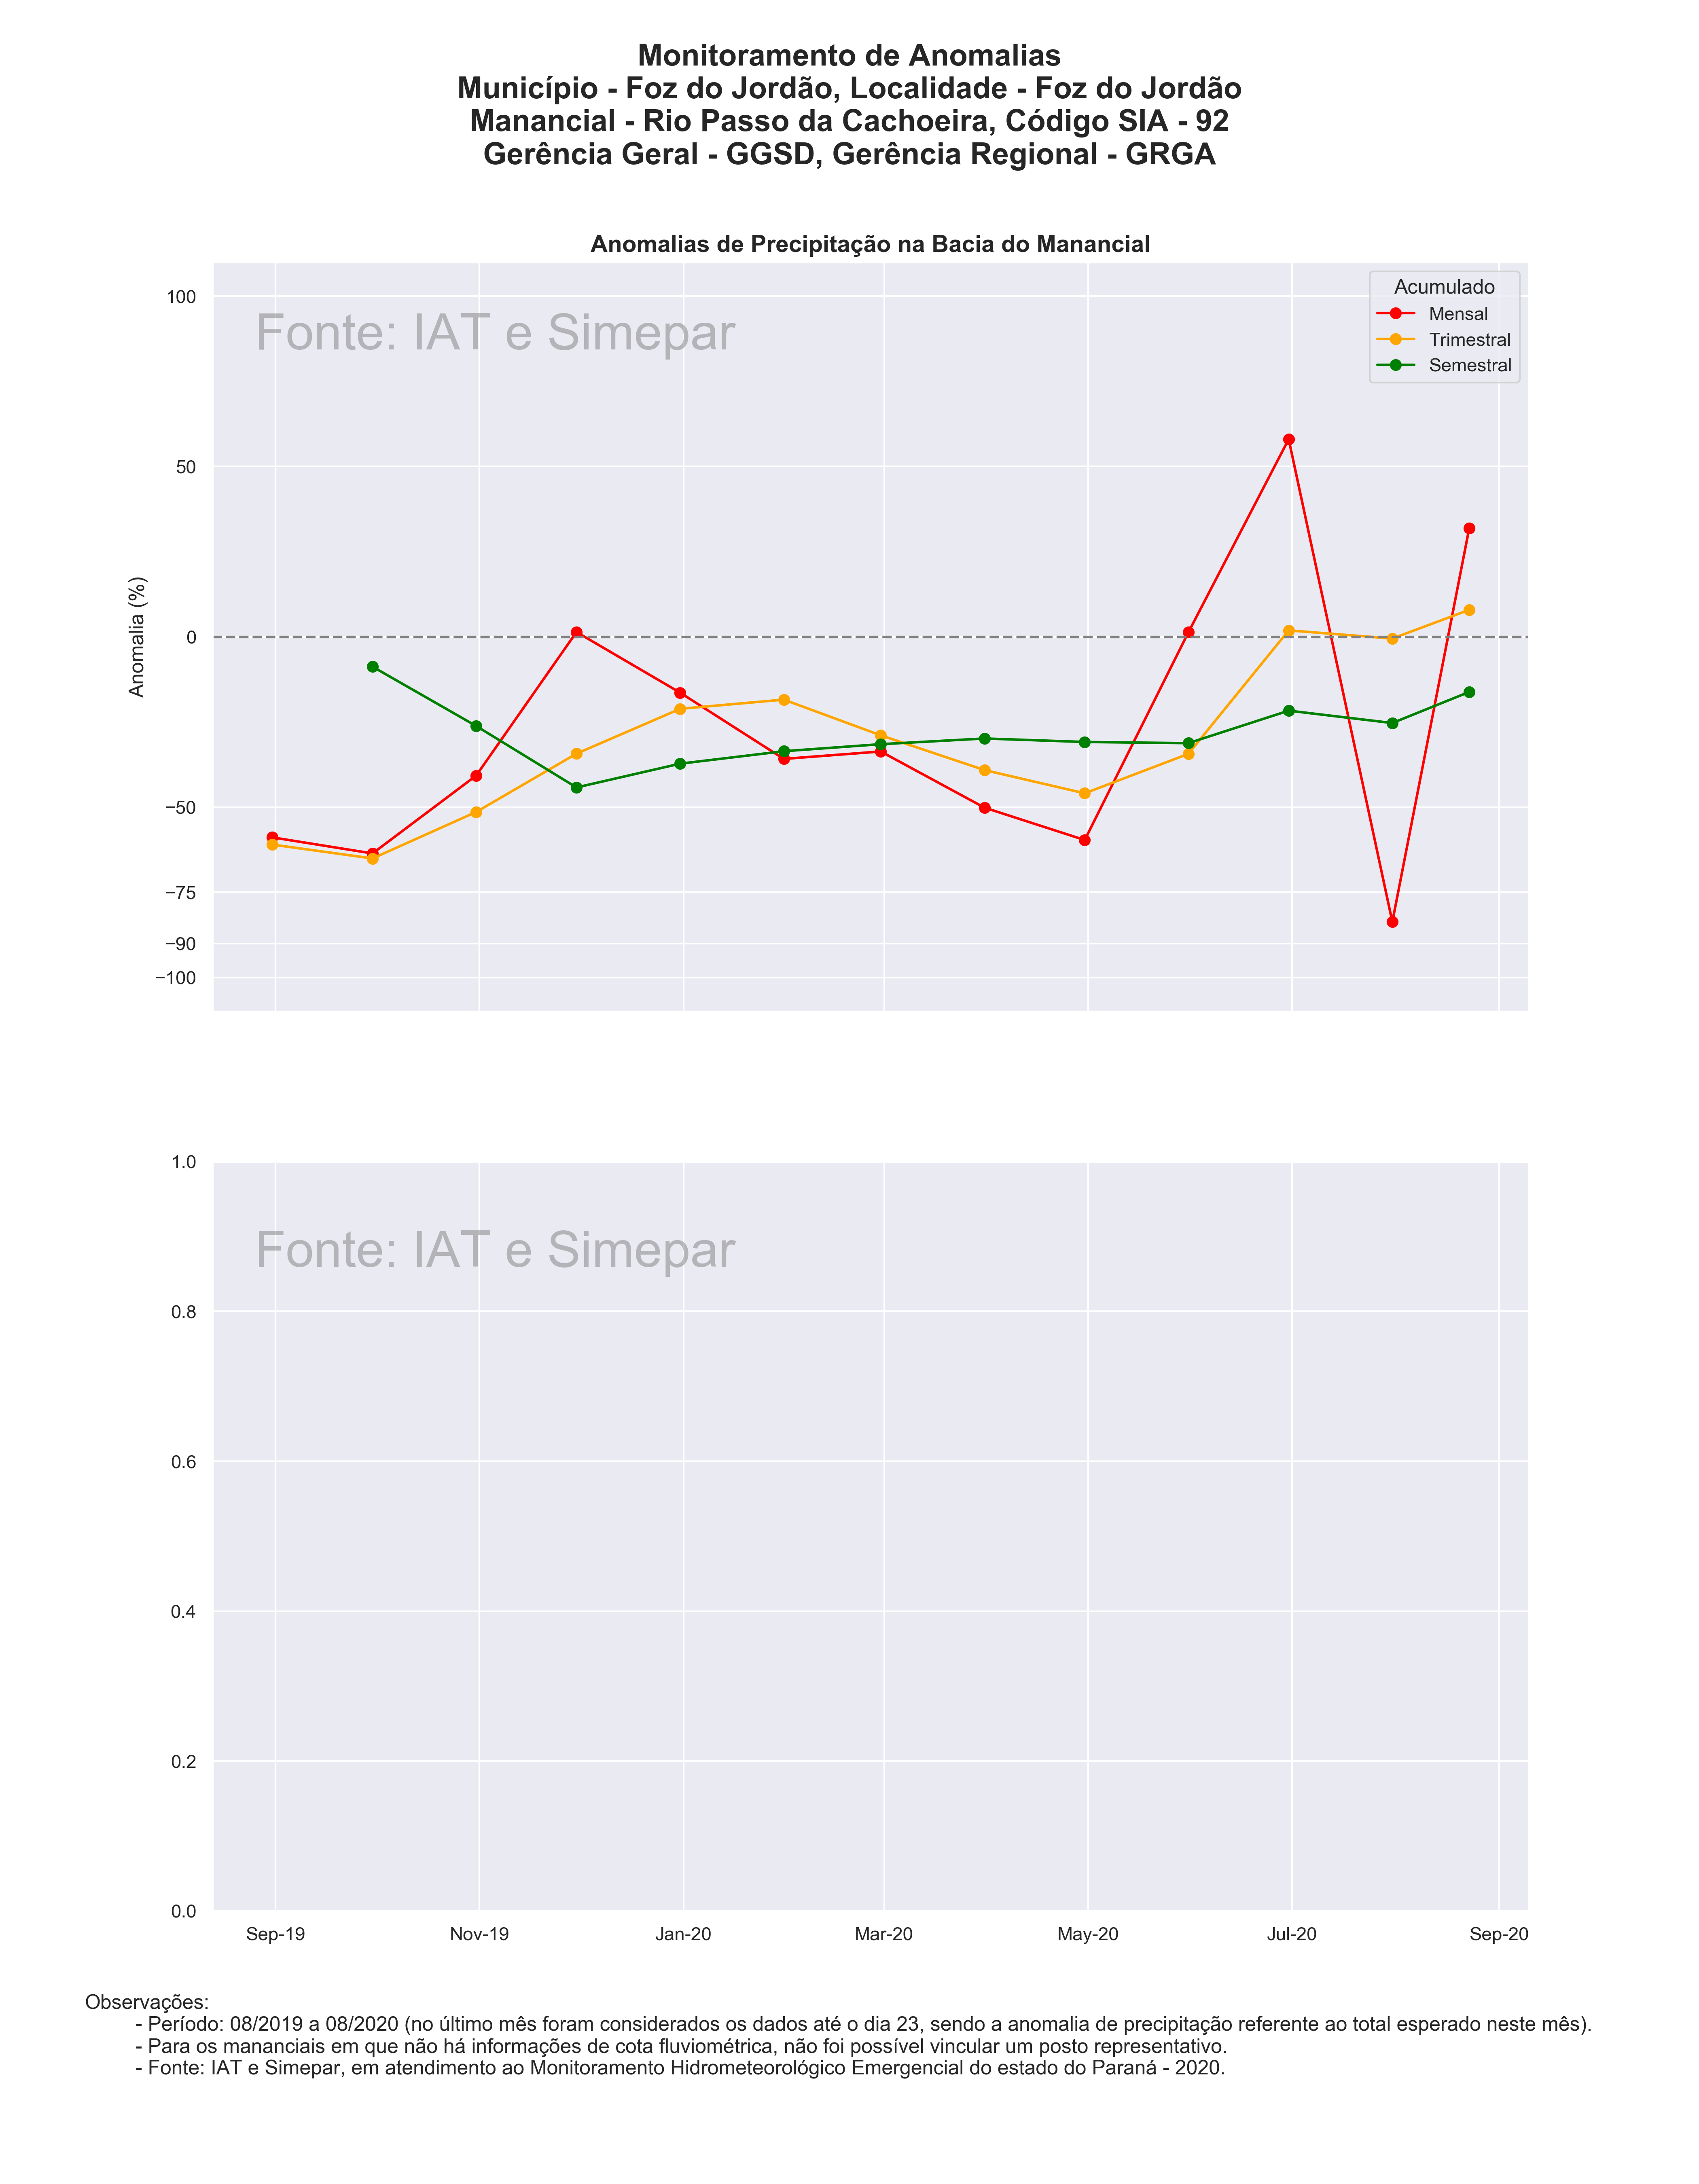 Monitoramento de Anomalias
Município - Foz do Jordão, Localidade - Foz do Jordão
Manancial - Rio Passo da Cachoeira, Código SIA - 92
Gerência Geral - GGSD, Gerência Regional - GRGA
Anomalias de Precipitação na Bacia do Manancial
Fonte: IAT e Simepar
Acumulado
Mensal
Trimestral
Semestral
Anomalia (%)
100
50
0
−50
−75
−90
−100
Fonte: IAT e Simepar
1.0
0.8
0.6
0.4
0.2
0.0
Sep-19 Nov-19 Jan-20 Mar-20 May-20 Jul-20 Sep-20
Observações:
- Período: 08/2019 a 08/2020 (no último mês foram considerados os dados até o dia 23, sendo a anomalia de precipitação referente ao total esperado neste mês).
- Para os mananciais em que não há informações de cota fluviométrica, não foi possível vincular um posto representativo.
- Fonte: IAT e Simepar, em atendimento ao Monitoramento Hidrometeorológico Emergencial do estado do Paraná - 2020.